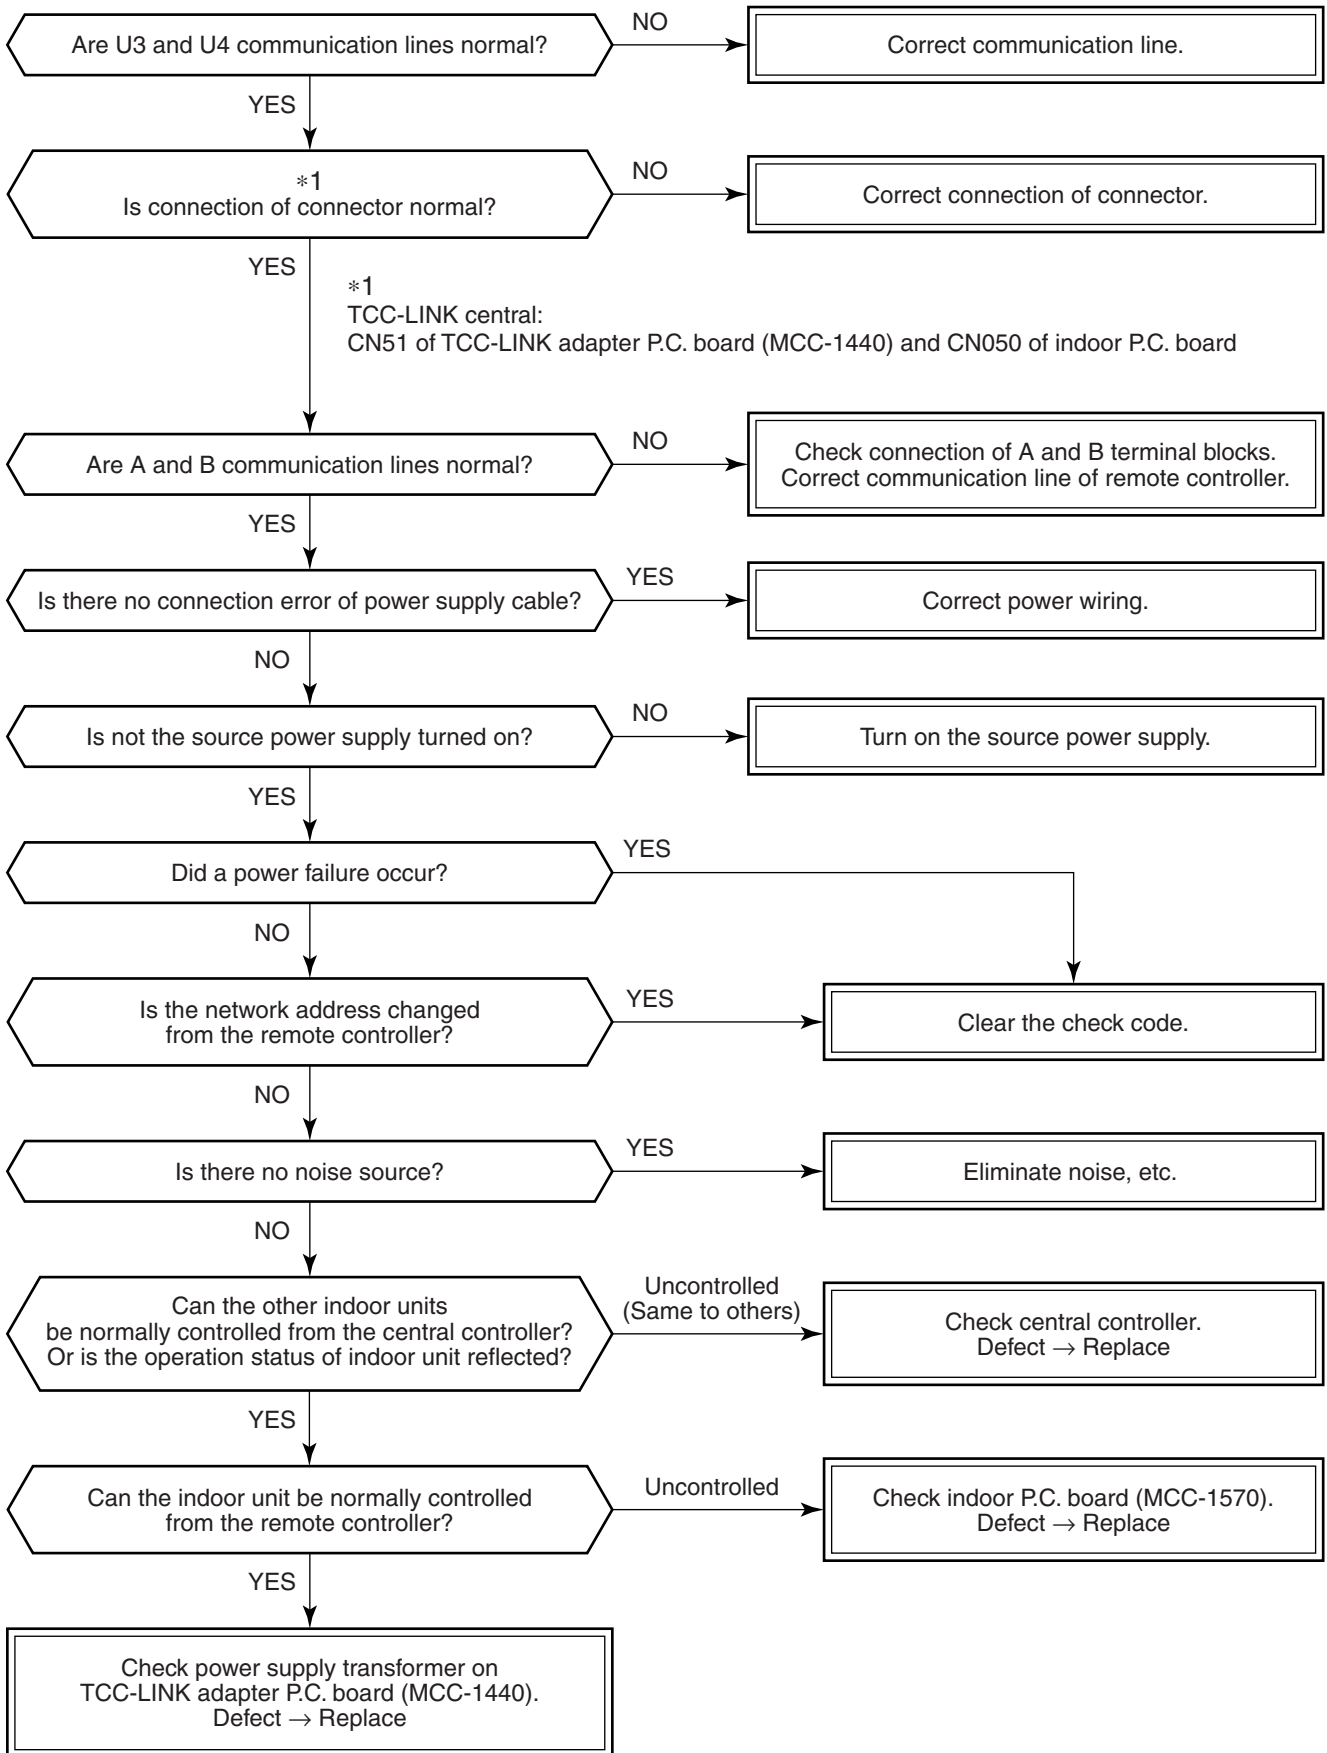 Are U3 and U4 communication lines normal?
NO
Correct communication line.
YES
*1
Is connection of connector normal?
NO
Correct connection of connector.
YES
*1
TCC-LINK central:
CN51 of TCC-LINK adapter P.C. board (MCC-1440) and CN050 of indoor P.C. board
Are A and B communication lines normal?
NO
Check connection of A and B terminal blocks.
Correct communication line of remote controller.
YES
Is there no connection error of power supply cable?
YES
Correct power wiring.
NO
Is not the source power supply turned on?
NO
Turn on the source power supply.
YES
Did a power failure occur?
YES
NO
Is the network address changed
from the remote controller?
YES
Clear the check code.
NO
Is there no noise source?
YES
Eliminate noise, etc.
NO
Can the other indoor units
be normally controlled from the central controller?
Or is the operation status of indoor unit reflected?
Uncontrolled
(Same to others)
Check central controller.
Defect → Replace
YES
Can the indoor unit be normally controlled
from the remote controller?
Uncontrolled
Check indoor P.C. board (MCC-1570).
Defect → Replace
YES
Check power supply transformer on
TCC-LINK adapter P.C. board (MCC-1440).
Defect → Replace